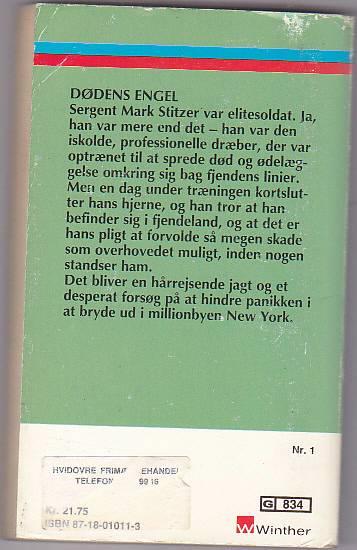 DØDENS ENGEL
Sergent Mark Stitzer var elitesoldat. Ja,
han var mere end det – han var den
iskolde, professionelle dræber, der var
optrænet til at sprede død og ødelæg-
gelse omkring sig bag fjendens linier.
Men en dag under træningen kortslut-
ter hans hjerne, og han tror at han
befinder sig i fjendeland, og at det er
hans pligt at forvolde så megen skade
som overhovedet muligt, inden nogen
standser ham.
Det bliver en hårrejsende jagt og et
desperat forsøg på at hindre panikken i
at bryde ud i millionbyen New York.
Nr. 1
HVIDOVRE FRIMÆ EHANDEL
TELEFON
Kr. 21.75
ISBN 87-18-01011-3
G 834
Winther